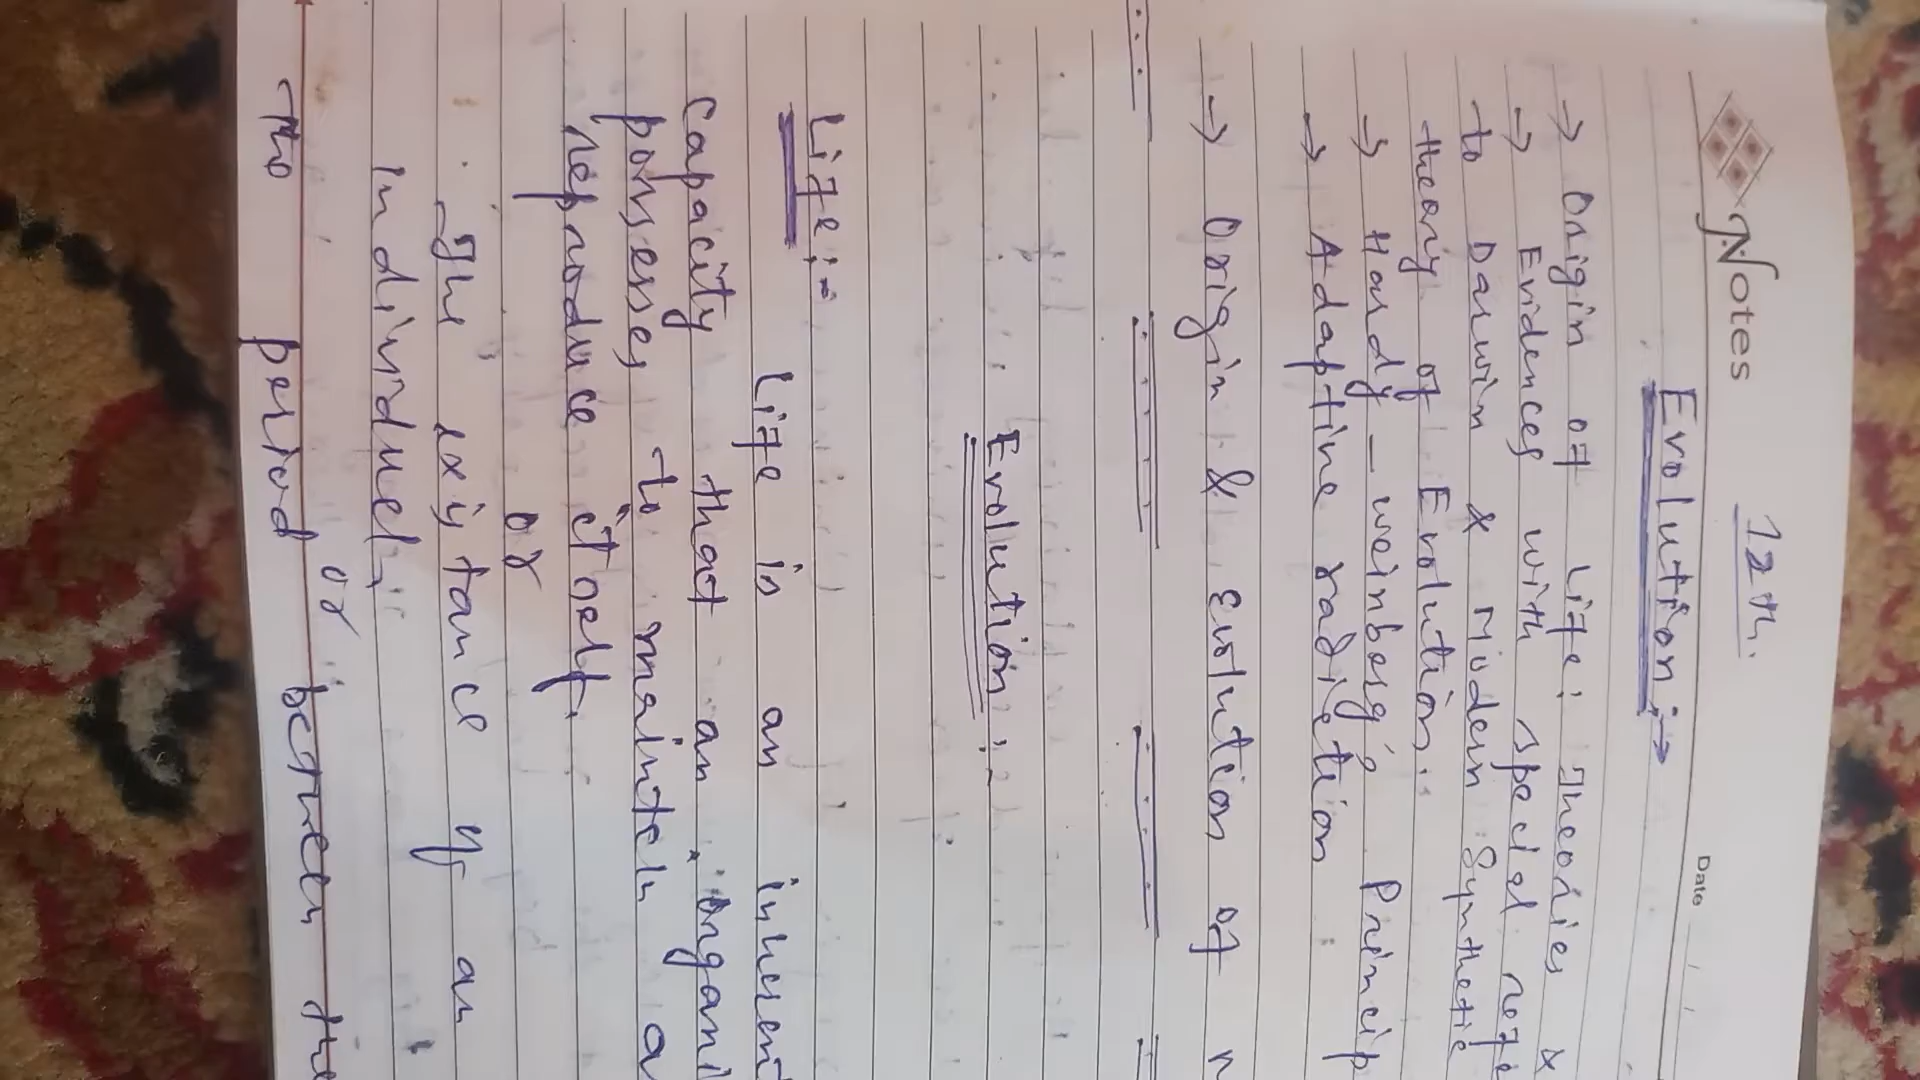 12th.
Notes
Date / /
Evolution :→
→ Origin of Life: Theories &
→ Evidences with special refe
to Darwin & Modern Synthetic
theory of Evolution.
→ Hardy-weinberg's Princip
→ Adaptive radiation
→ Origin & Evolution of
Evolution :
Life :-
Life is an inherent
Capacity that an organi
possesses to maintain a
reproduce itself.
or
The existance of an
Individuel.
or
The period between the